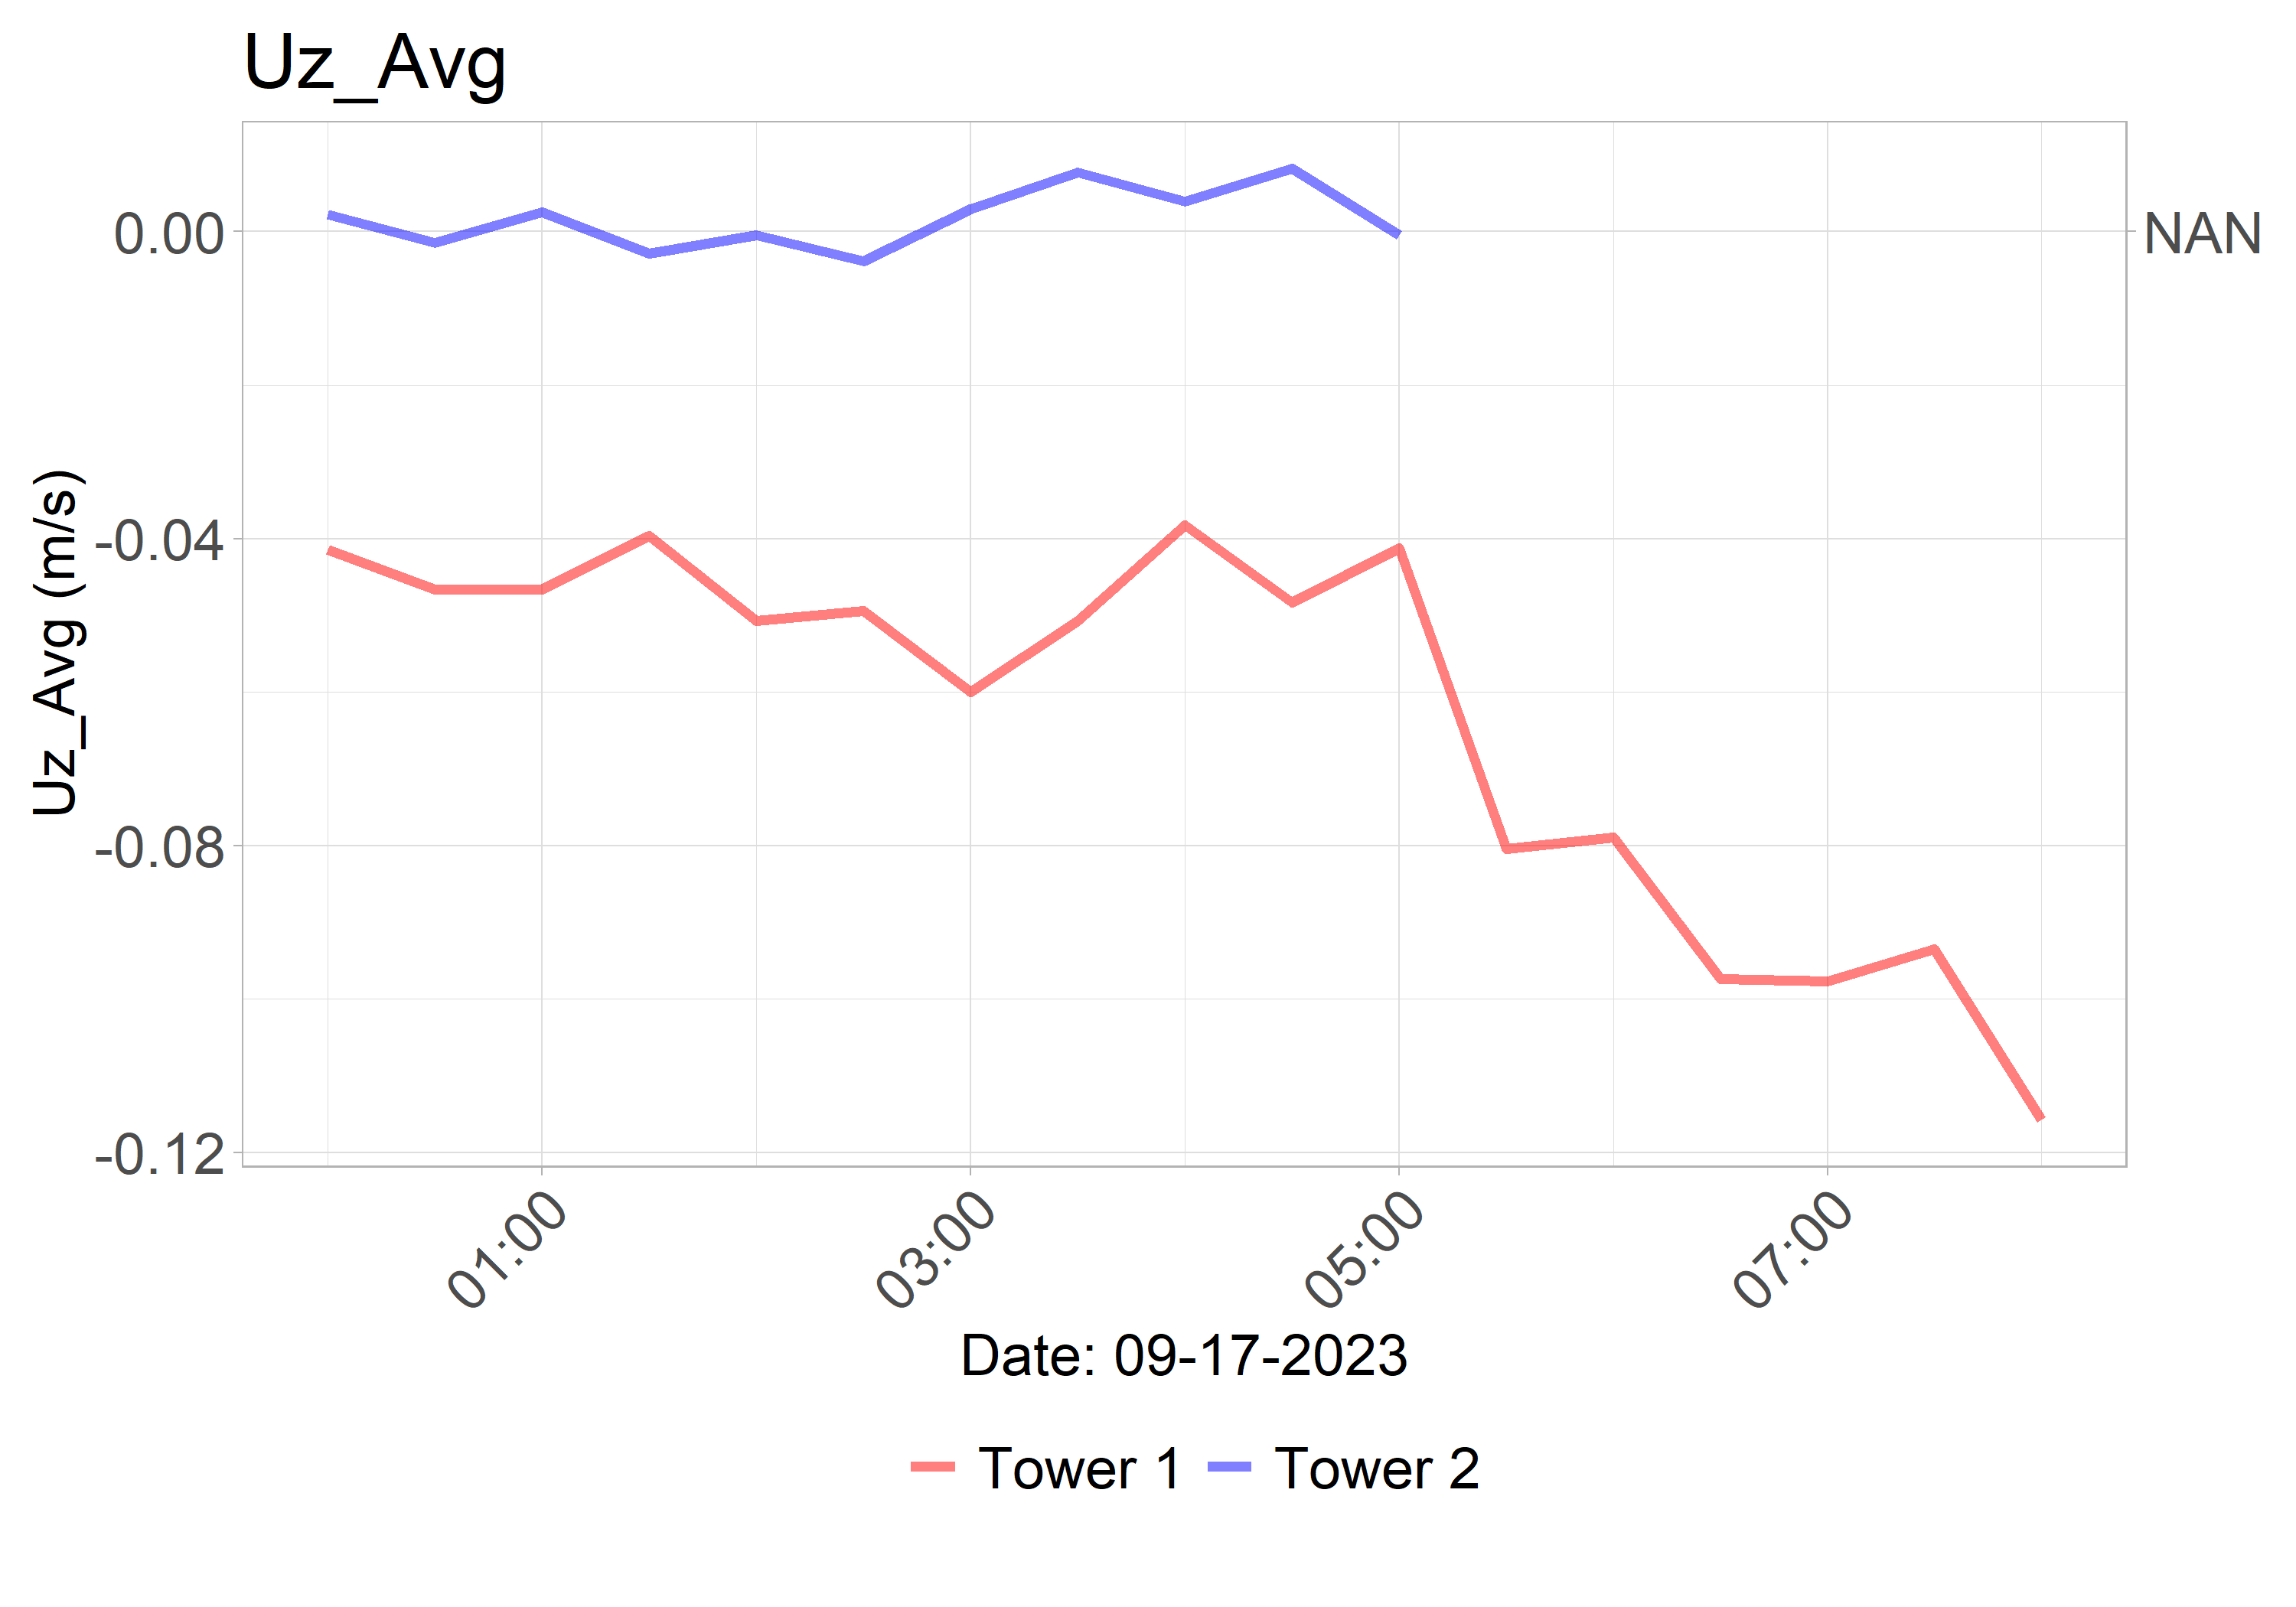 Uz_Avg
Uz_Avg (m/s)
0.00
-0.04
-0.08
-0.12
NAN
01:00
03:00
05:00
07:00
Date: 09-17-2023
Tower 1
Tower 2